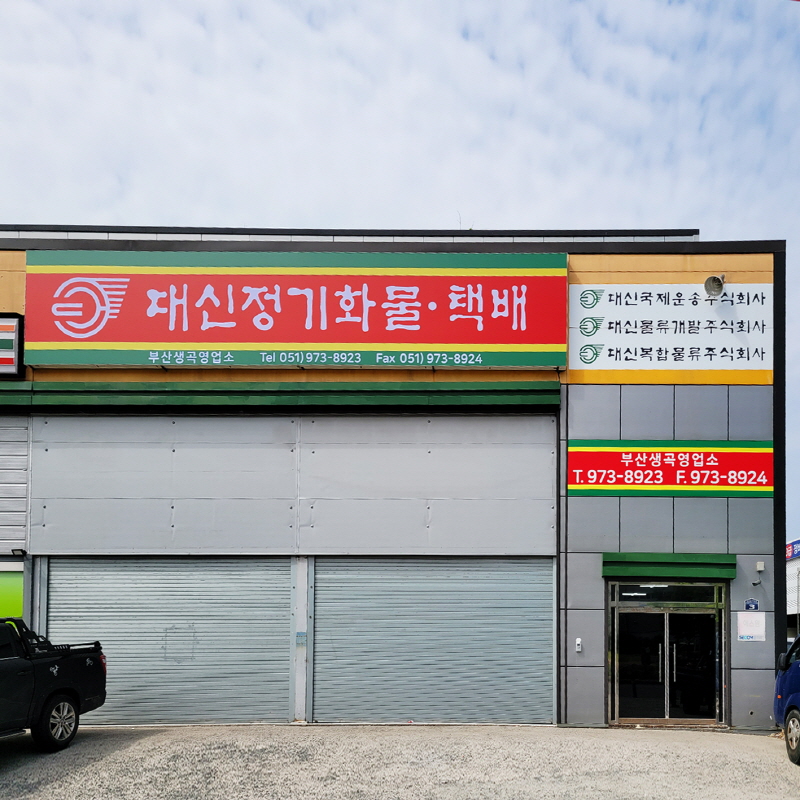 대신정기화물·택배
부산생곡영업소 Tel 051)973-8923 Fax 051)973-8924
대신국제운송주식회사
대신물류개발주식회사
대신복합물류주식회사
부산생곡영업소
T. 973-8923 F. 973-8924